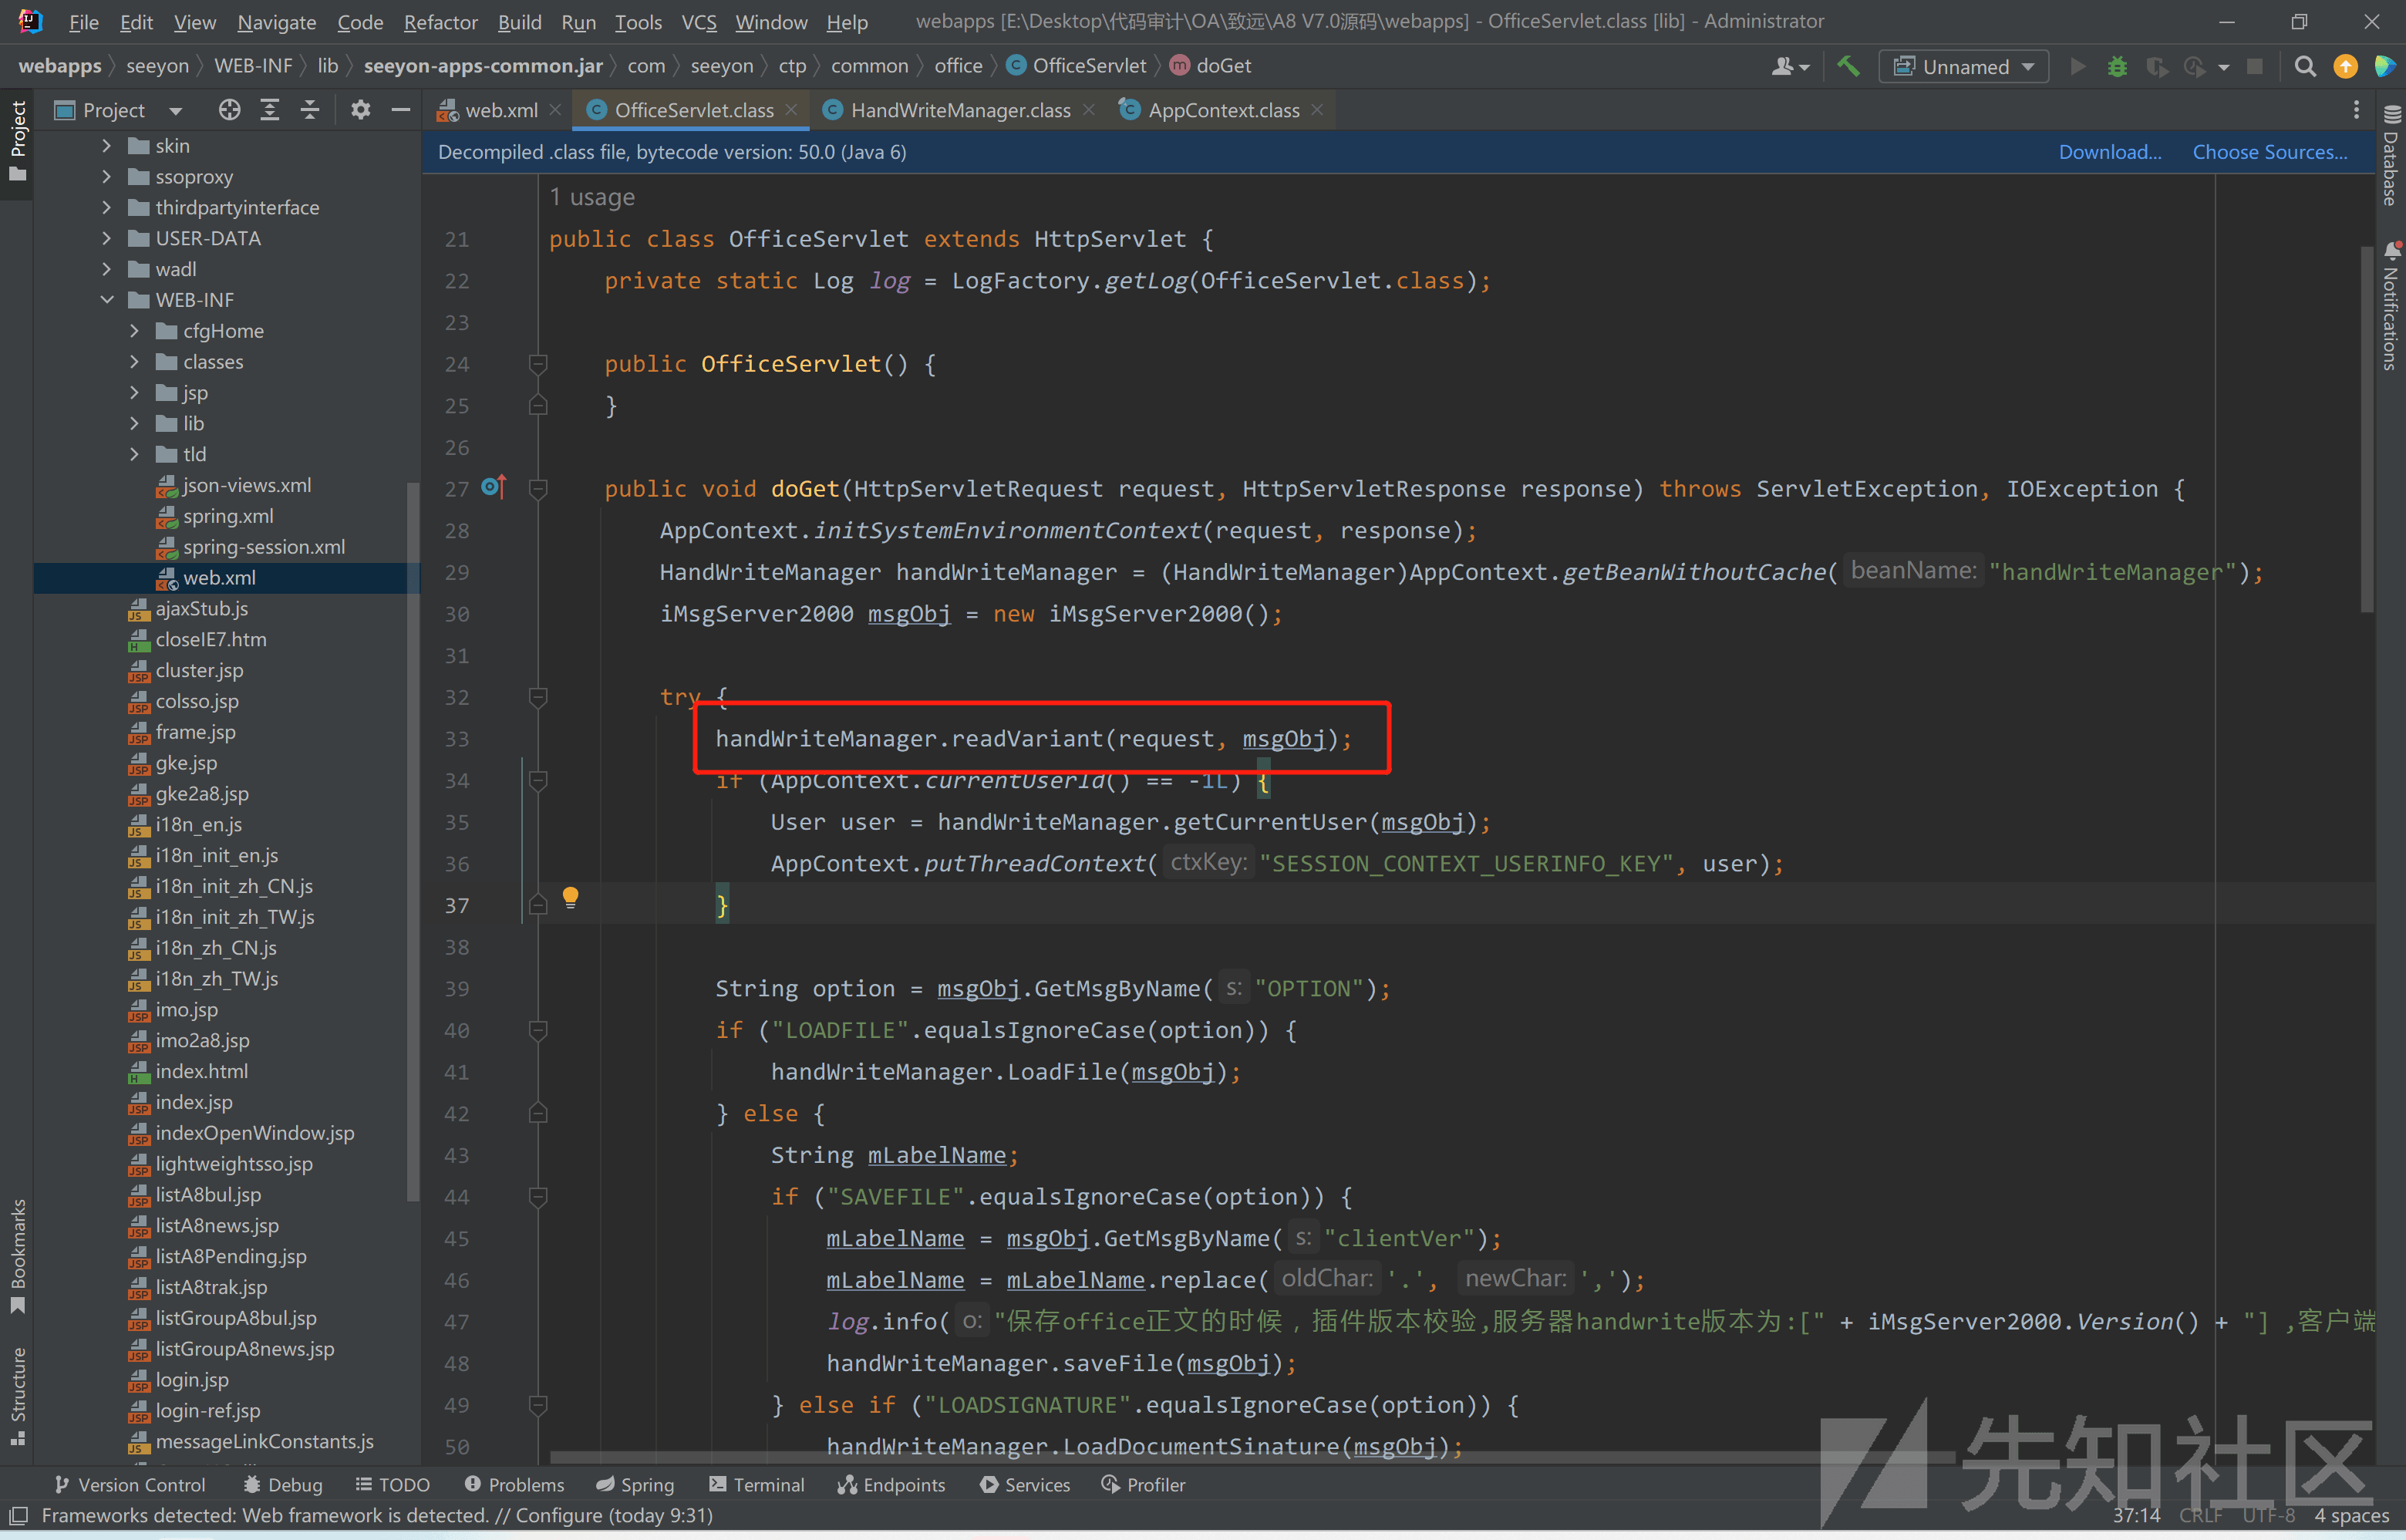 File Edit View Navigate Code Refactor Build Run Tools VCS Window Help webapps [E:\Desktop\代码审计\OA\致远\A8 V7.0源码\webapps] - OfficeServlet.class [lib] - Administrator
webapps seeyon WEB-INF lib seeyon-apps-common.jar com seeyon ctp common office OfficeServlet doGet Unnamed
Project web.xml OfficeServlet.class HandWriteManager.class AppContext.class
Decompiled .class file, bytecode version: 50.0 (Java 6) Download... Choose Sources...
Project
Bookmarks
Structure
skin
ssoproxy
thirdpartyinterface
USER-DATA
wadl
WEB-INF
cfgHome
classes
jsp
lib
tld
json-views.xml
spring.xml
spring-session.xml
web.xml
ajaxStub.js
closeIE7.htm
cluster.jsp
colsso.jsp
frame.jsp
gke.jsp
gke2a8.jsp
i18n_en.js
i18n_init_en.js
i18n_init_zh_CN.js
i18n_init_zh_TW.js
i18n_zh_CN.js
i18n_zh_TW.js
imo.jsp
imo2a8.jsp
index.html
index.jsp
indexOpenWindow.jsp
lightweightsso.jsp
listA8bul.jsp
listA8news.jsp
listA8Pending.jsp
listA8trak.jsp
listGroupA8bul.jsp
listGroupA8news.jsp
login.jsp
login-ref.jsp
messageLinkConstants.js
1 usage
21 public class OfficeServlet extends HttpServlet {
22 private static Log log = LogFactory.getLog(OfficeServlet.class);
23
24 public OfficeServlet() {
25 }
26
27 public void doGet(HttpServletRequest request, HttpServletResponse response) throws ServletException, IOException {
28 AppContext.initSystemEnvironmentContext(request, response);
29 HandWriteManager handWriteManager = (HandWriteManager)AppContext.getBeanWithoutCache( beanName: "handWriteManager");
30 iMsgServer2000 msgObj = new iMsgServer2000();
31
32 try {
33 handWriteManager.readVariant(request, msgObj);
34 if (AppContext.currentUserId() == -1L) {
35 User user = handWriteManager.getCurrentUser(msgObj);
36 AppContext.putThreadContext( ctxKey: "SESSION_CONTEXT_USERINFO_KEY", user);
37 }
38
39 String option = msgObj.GetMsgByName( s: "OPTION");
40 if ("LOADFILE".equalsIgnoreCase(option)) {
41 handWriteManager.LoadFile(msgObj);
42 } else {
43 String mLabelName;
44 if ("SAVEFILE".equalsIgnoreCase(option)) {
45 mLabelName = msgObj.GetMsgByName( s: "clientVer");
46 mLabelName = mLabelName.replace( oldChar: '.', newChar: ',');
47 log.info( o: "保存office正文的时候，插件版本校验,服务器handwrite版本为:[" + iMsgServer2000.Version() + "] ,客户端
48 handWriteManager.saveFile(msgObj);
49 } else if ("LOADSIGNATURE".equalsIgnoreCase(option)) {
50 handWriteManager.LoadDocumentSinature(msgObj);
Database
Notifications
先知社区
Version Control Debug TODO Problems Spring Terminal Endpoints Services Profiler
Frameworks detected: Web framework is detected. // Configure (today 9:31) 37:14 CRLF UTF-8 4 spaces